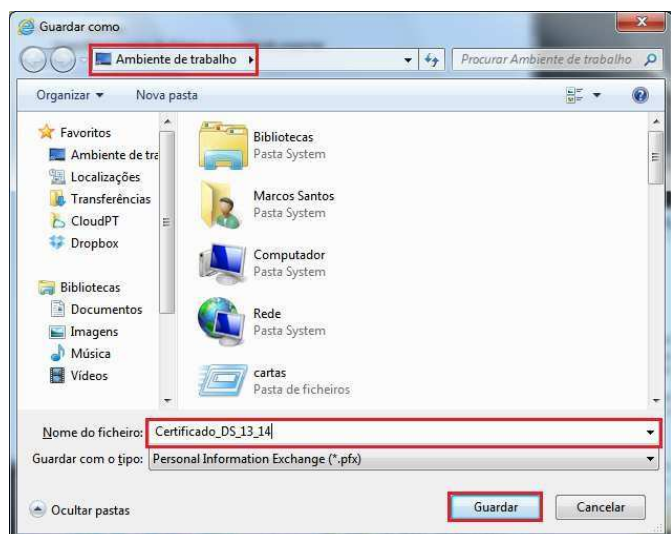 Guardar como
Ambiente de trabalho
Procurar Ambiente de trabalho
Organizar
Nova pasta
Favoritos
Ambiente de tra
Localizações
Transferências
CloudPT
Dropbox
Bibliotecas
Documentos
Imagens
Música
Vídeos
Bibliotecas
Pasta System
Marcos Santos
Pasta System
Computador
Pasta System
Rede
Pasta System
cartas
Pasta de ficheiros
Nome do ficheiro: Certificado_DS_13_14
Guardar com o tipo: Personal Information Exchange (*.pfx)
Ocultar pastas
Guardar
Cancelar